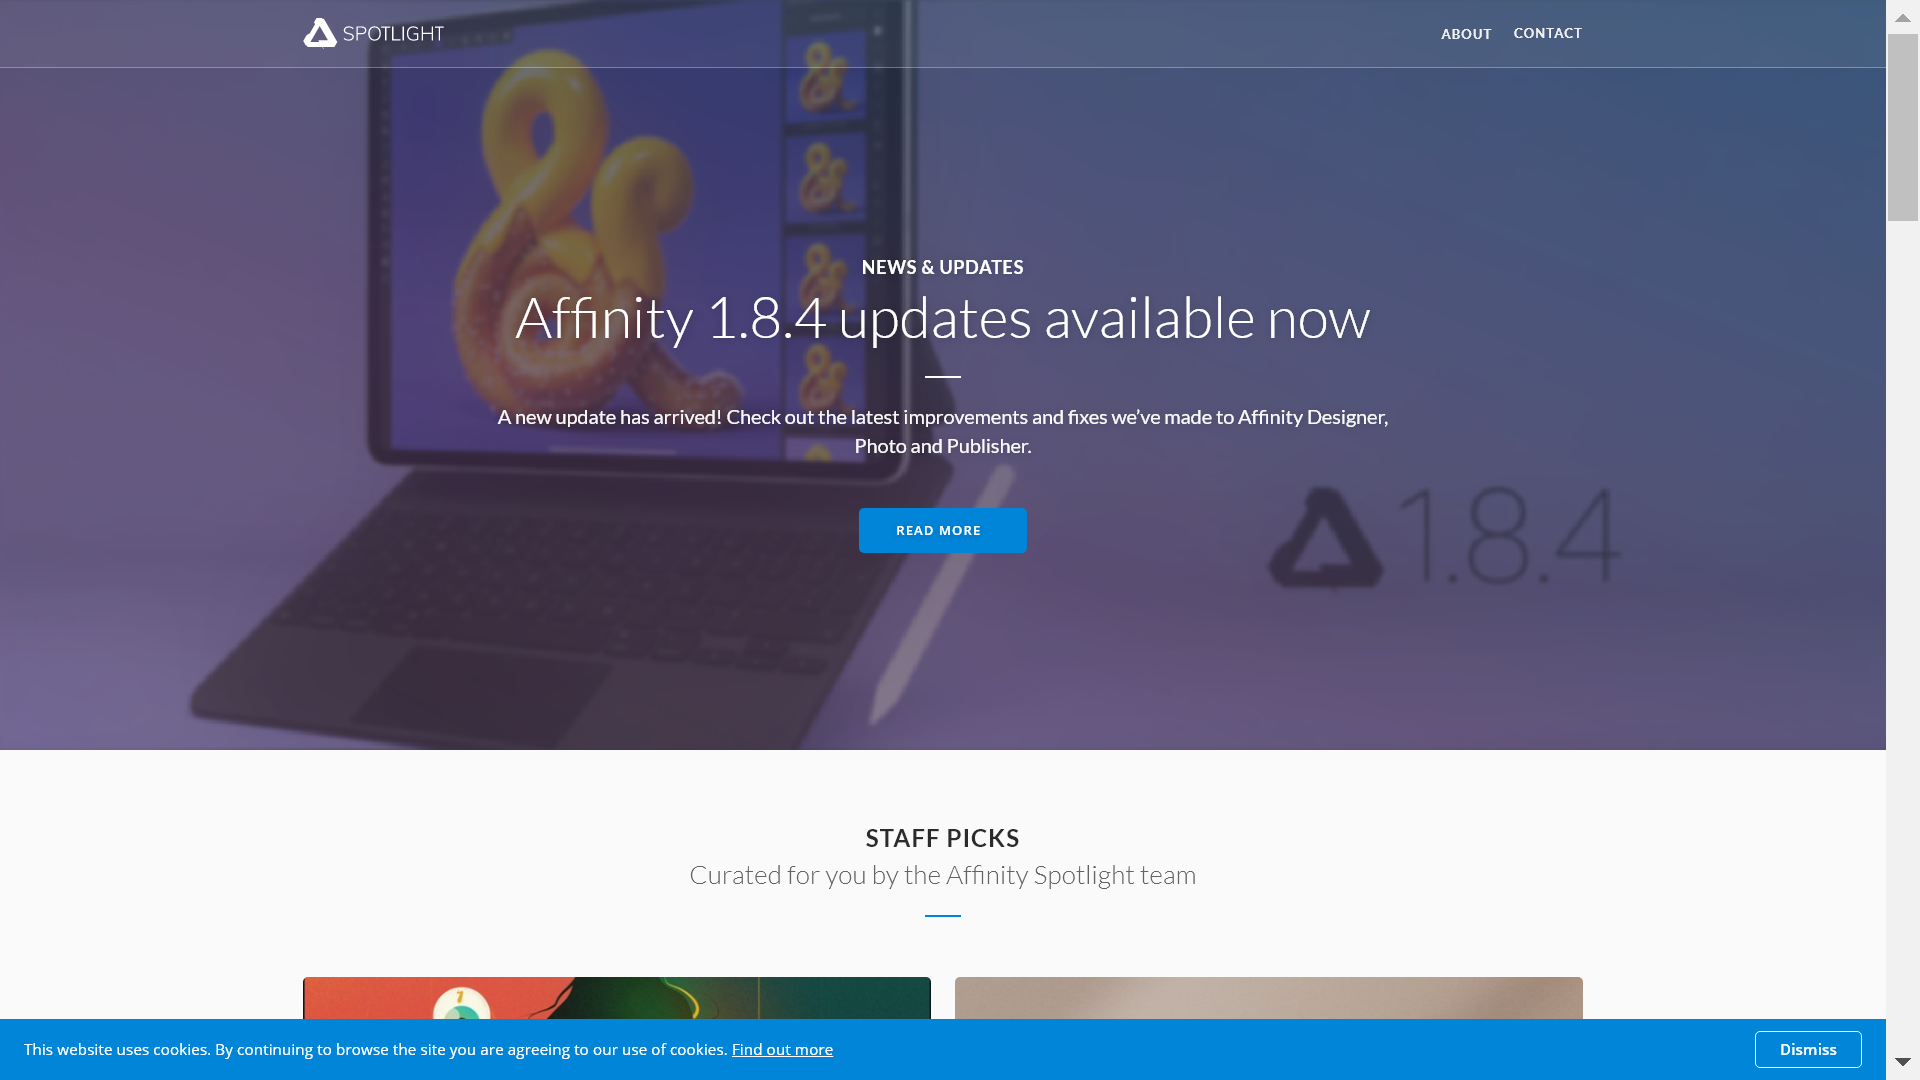 SPOTLIGHT
ABOUT
CONTACT
NEWS & UPDATES
Affinity 1.8.4 updates available now
A new update has arrived! Check out the latest improvements and fixes we’ve made to Affinity Designer,
Photo and Publisher.
1.8.4
READ MORE
STAFF PICKS
Curated for you by the Affinity Spotlight team
7
This website uses cookies. By continuing to browse the site you are agreeing to our use of cookies. Find out more
Dismiss